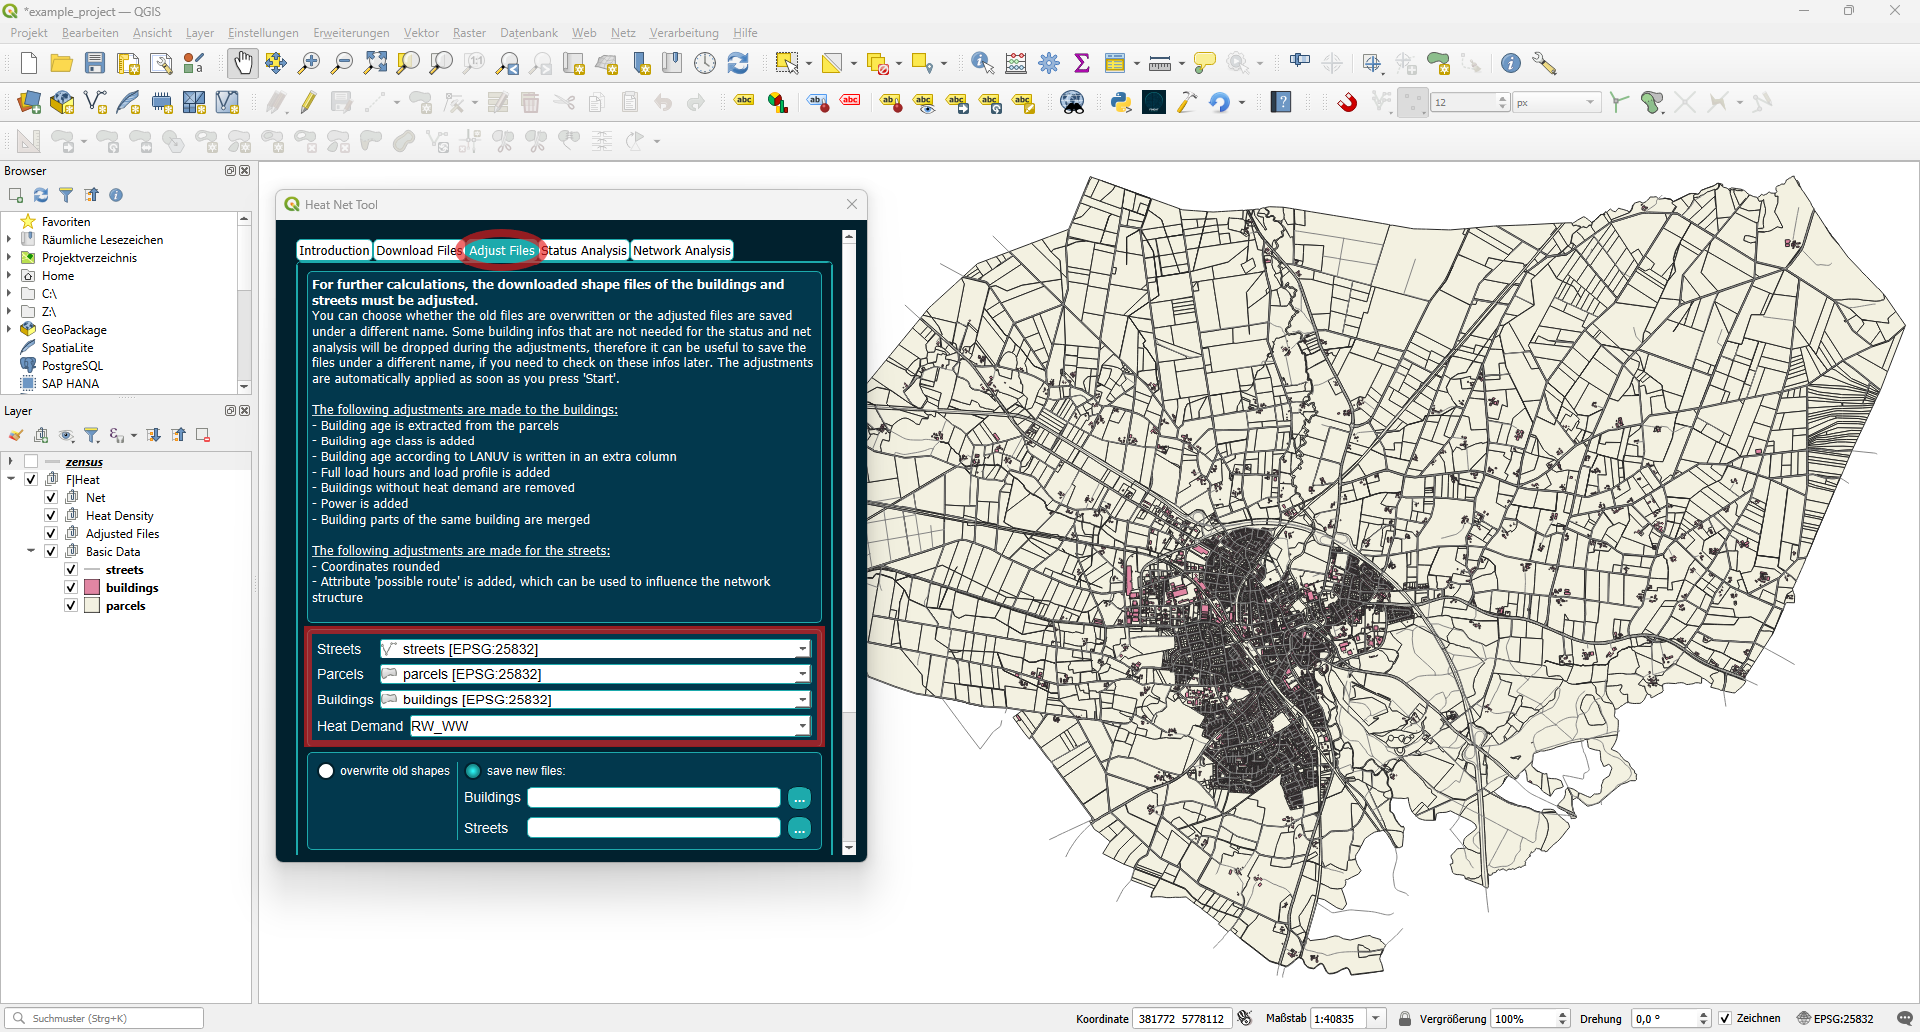 *example_project — QGIS
Projekt Bearbeiten Ansicht Layer Einstellungen Erweiterungen Vektor Raster Datenbank Web Netz Verarbeitung Hilfe
12 px
Browser
Favoriten
Räumliche Lesezeichen
Projektverzeichnis
Home
C:\
Z:\
GeoPackage
SpatiaLite
PostgreSQL
SAP HANA
Layer
zensus
F|Heat
Net
Heat Density
Adjusted Files
Basic Data
streets
buildings
parcels
Heat Net Tool
Introduction Download Files Adjust Files Status Analysis Network Analysis
For further calculations, the downloaded shape files of the buildings and
streets must be adjusted.
You can choose whether the old files are overwritten or the adjusted files are saved
under a different name. Some building infos that are not needed for the status and net
analysis will be dropped during the adjustments, therefore it can be useful to save the
files under a different name, if you need to check on these infos later. The adjustments
are automatically applied as soon as you press 'Start'.
The following adjustments are made to the buildings:
- Building age is extracted from the parcels
- Building age class is added
- Building age according to LANUV is written in an extra column
- Full load hours and load profile is added
- Buildings without heat demand are removed
- Power is added
- Building parts of the same building are merged
The following adjustments are made for the streets:
- Coordinates rounded
- Attribute 'possible route' is added, which can be used to influence the network
structure
Streets streets [EPSG:25832]
Parcels parcels [EPSG:25832]
Buildings buildings [EPSG:25832]
Heat Demand RW_WW
overwrite old shapes save new files:
Buildings ...
Streets ...
Suchmuster (Strg+K) Koordinate 381772 5778112 Maßstab 1:40835 Vergrößerung 100% Drehung 0,0 ° Zeichnen EPSG:25832